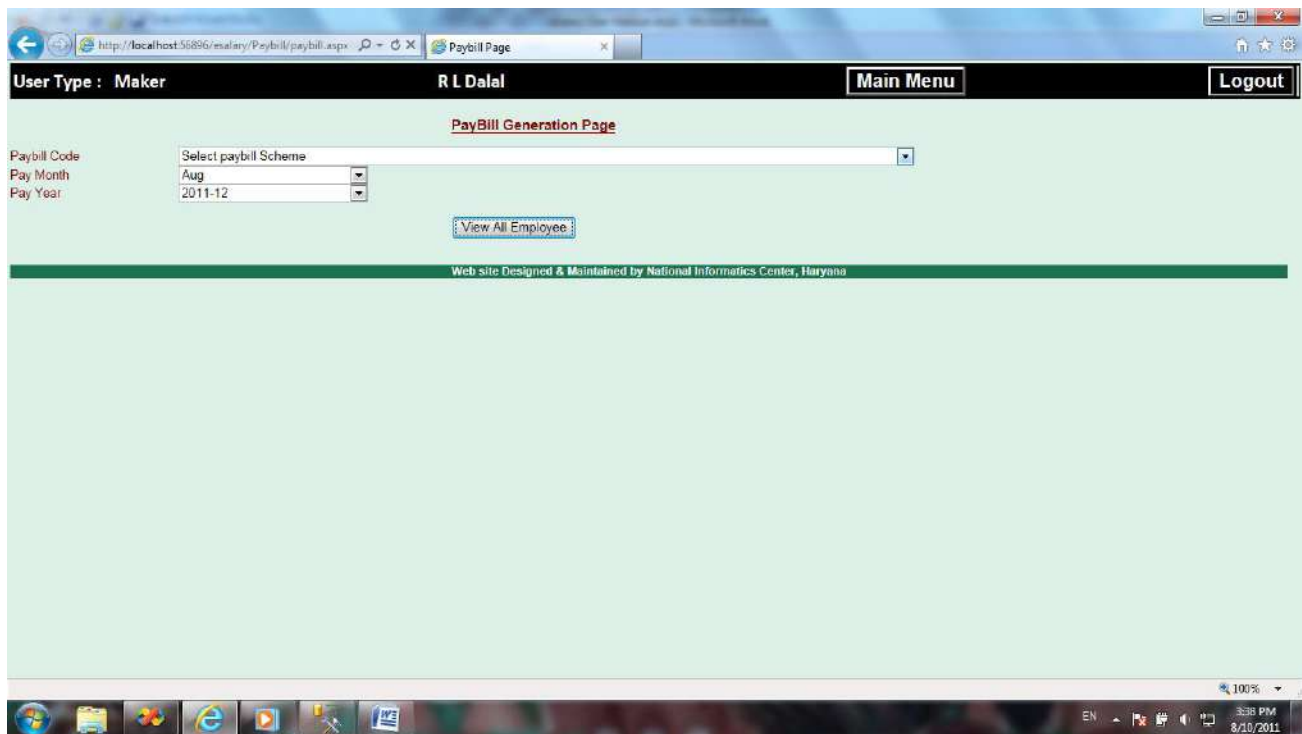 http://localhost:56896/esalary/Paybill/paybill.aspx
Paybill Page
User Type : Maker R L Dalal Main Menu Logout
PayBill Generation Page
Paybill Code Select paybill Scheme
Pay Month Aug
Pay Year 2011-12
View All Employee
Web site Designed & Maintained by National Informatics Center, Haryana
100%
EN 3:38 PM
8/10/2011